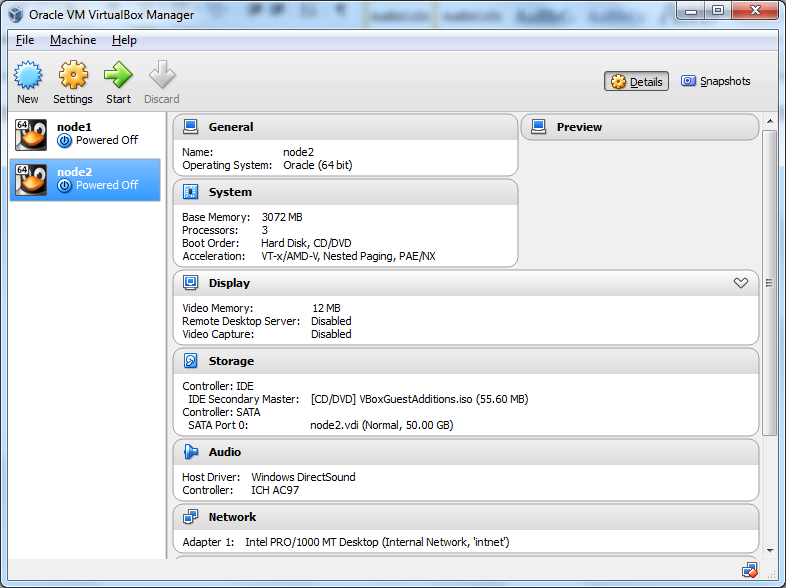 Oracle VM VirtualBox Manager
File Machine Help
New Settings Start Discard
Details Snapshots
64 node1
Powered Off
64 node2
Powered Off
General
Name: node2
Operating System: Oracle (64 bit)
Preview
System
Base Memory: 3072 MB
Processors: 3
Boot Order: Hard Disk, CD/DVD
Acceleration: VT-x/AMD-V, Nested Paging, PAE/NX
Display
Video Memory: 12 MB
Remote Desktop Server: Disabled
Video Capture: Disabled
Storage
Controller: IDE
IDE Secondary Master: [CD/DVD] VBoxGuestAdditions.iso (55.60 MB)
Controller: SATA
SATA Port 0: node2.vdi (Normal, 50.00 GB)
Audio
Host Driver: Windows DirectSound
Controller: ICH AC97
Network
Adapter 1: Intel PRO/1000 MT Desktop (Internal Network, 'intnet')